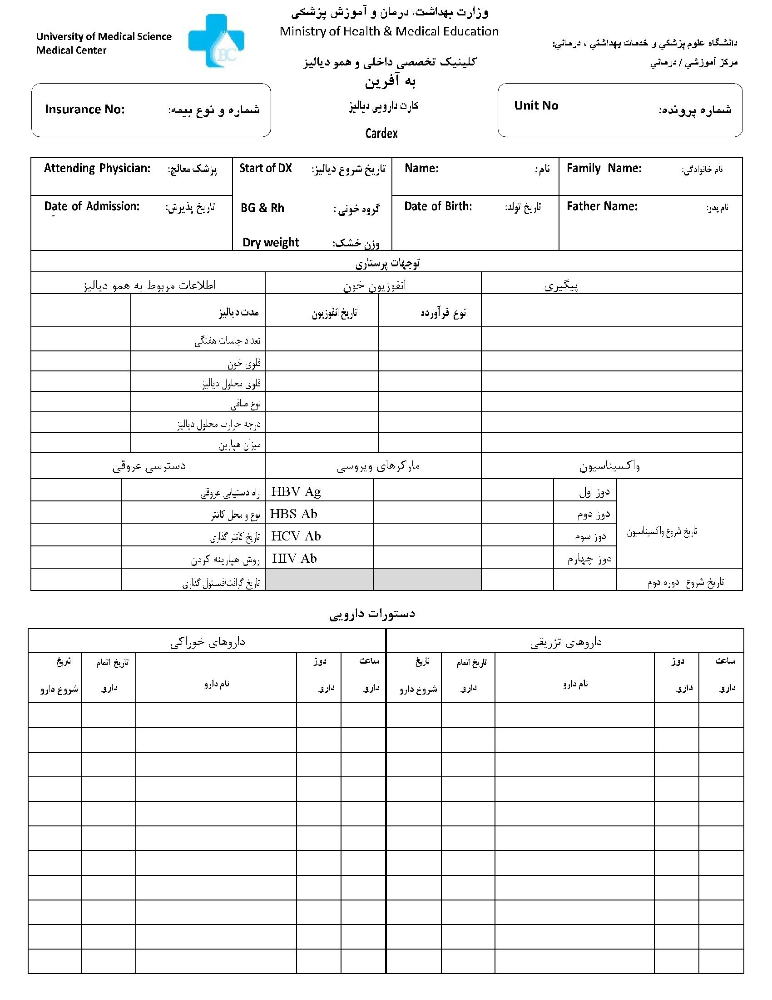 وزارت بهداشت، درمان و آموزش پزشکی
Ministry of Health & Medical Education
University of Medical Science
Medical Center
BC
دانشگاه علوم پزشکي و خدمات بهداشتي ، درماني:
مرکز آموزشي / درماني
کلینیک تخصصی داخلی و همو دیالیز
به آفرین
کارت دارویی دیالیز
Cardex
شماره پرونده: Unit No
شماره و نوع بیمه: Insurance No:
نام خانوادگی: Family Name:
نام : Name:
تاریخ شروع دیالیز: Start of DX
پزشک معالج: Attending Physician:
نام پدر: Father Name:
تاریخ تولد: Date of Birth:
گروه خونی : BG & Rh
تاریخ پذیرش: Date of Admission:
وزن خشک: Dry weight
توجهات پرستاری
پیگیری انفوزیون خون اطلاعات مربوط به همو دیالیز
نوع فرآورده تاریخ انفوزیون مدت دیالیز
تعداد جلسات هفتگی
فلوی خون
فلوی محلول دیالیز
نوع صافی
درجه حرارت محلول دیالیز
میزان هپارین
واکسیناسیون مارکرهای ویروسی دسترسی عروقی
دوز اول HBV Ag راه دستیابی عروقی
دوز دوم HBS Ab نوع و محل کاتتر
تاریخ شروع واکسیناسیون
دوز سوم HCV Ab تاریخ کاتتر گذاری
دوز چهارم HIV Ab روش هپارینه کردن
تاریخ شروع دوره دوم تاریخ گرافت/فیستول گذاری
دستورات دارویی
داروهای تزریقی داروهای خوراکی
ساعت دوز تاریخ اتمام تاریخ ساعت دوز تاریخ اتمام تاریخ
نام دارو نام دارو
دارو دارو دارو شروع دارو دارو دارو دارو شروع دارو